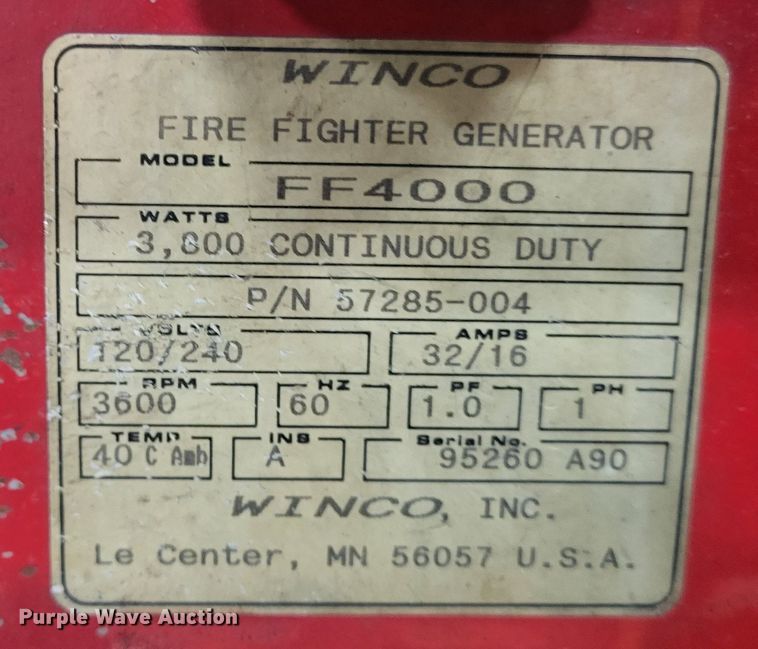 WINCO
FIRE FIGHTER GENERATOR
MODEL
FF4000
WATTS
3,800 CONTINUOUS DUTY
P/N 57285-004
VOLTS AMPS
120/240 32/16
RPM HZ PF PH
3600 60 1.0 1
TEMP INS Serial No.
40 C Amb A 95260 A90
WINCO, INC.
Le Center, MN 56057 U.S.A.
Purple Wave Auction